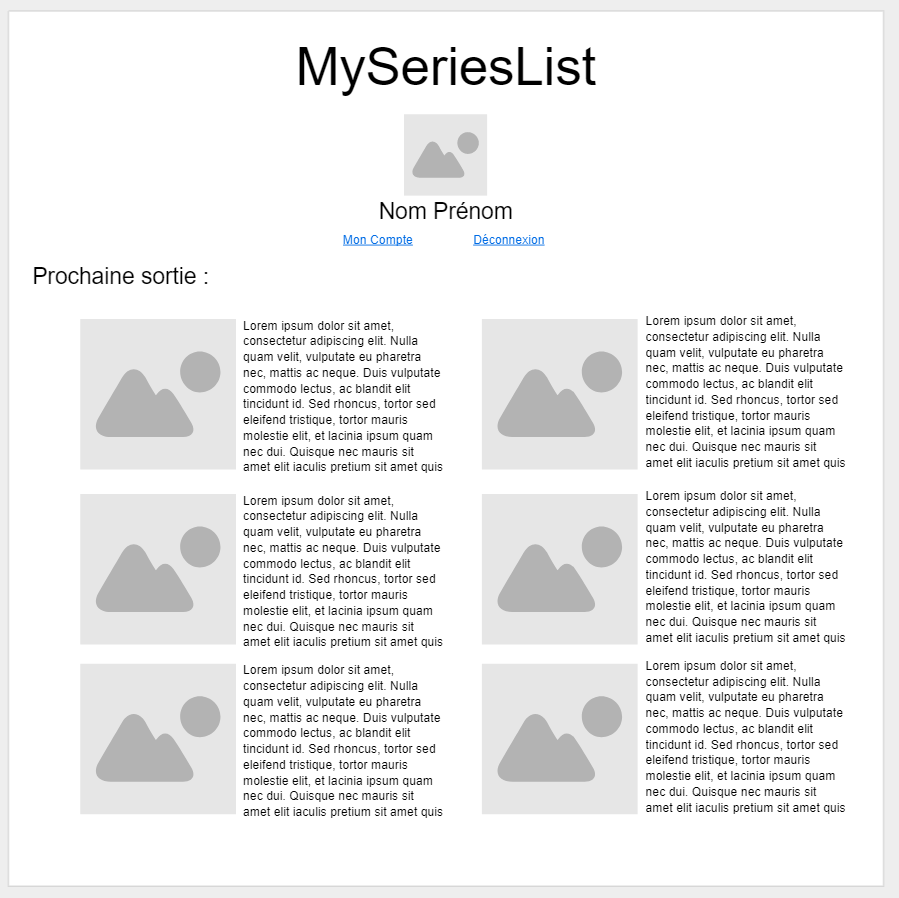 MySeriesList
Nom Prénom
Mon Compte
Déconnexion
Prochaine sortie :
Lorem ipsum dolor sit amet,
consectetur adipiscing elit. Nulla
quam velit, vulputate eu pharetra
nec, mattis ac neque. Duis vulputate
commodo lectus, ac blandit elit
tincidunt id. Sed rhoncus, tortor sed
eleifend tristique, tortor mauris
molestie elit, et lacinia ipsum quam
nec dui. Quisque nec mauris sit
amet elit iaculis pretium sit amet quis
Lorem ipsum dolor sit amet,
consectetur adipiscing elit. Nulla
quam velit, vulputate eu pharetra
nec, mattis ac neque. Duis vulputate
commodo lectus, ac blandit elit
tincidunt id. Sed rhoncus, tortor sed
eleifend tristique, tortor mauris
molestie elit, et lacinia ipsum quam
nec dui. Quisque nec mauris sit
amet elit iaculis pretium sit amet quis
Lorem ipsum dolor sit amet,
consectetur adipiscing elit. Nulla
quam velit, vulputate eu pharetra
nec, mattis ac neque. Duis vulputate
commodo lectus, ac blandit elit
tincidunt id. Sed rhoncus, tortor sed
eleifend tristique, tortor mauris
molestie elit, et lacinia ipsum quam
nec dui. Quisque nec mauris sit
amet elit iaculis pretium sit amet quis
Lorem ipsum dolor sit amet,
consectetur adipiscing elit. Nulla
quam velit, vulputate eu pharetra
nec, mattis ac neque. Duis vulputate
commodo lectus, ac blandit elit
tincidunt id. Sed rhoncus, tortor sed
eleifend tristique, tortor mauris
molestie elit, et lacinia ipsum quam
nec dui. Quisque nec mauris sit
amet elit iaculis pretium sit amet quis
Lorem ipsum dolor sit amet,
consectetur adipiscing elit. Nulla
quam velit, vulputate eu pharetra
nec, mattis ac neque. Duis vulputate
commodo lectus, ac blandit elit
tincidunt id. Sed rhoncus, tortor sed
eleifend tristique, tortor mauris
molestie elit, et lacinia ipsum quam
nec dui. Quisque nec mauris sit
amet elit iaculis pretium sit amet quis
Lorem ipsum dolor sit amet,
consectetur adipiscing elit. Nulla
quam velit, vulputate eu pharetra
nec, mattis ac neque. Duis vulputate
commodo lectus, ac blandit elit
tincidunt id. Sed rhoncus, tortor sed
eleifend tristique, tortor mauris
molestie elit, et lacinia ipsum quam
nec dui. Quisque nec mauris sit
amet elit iaculis pretium sit amet quis